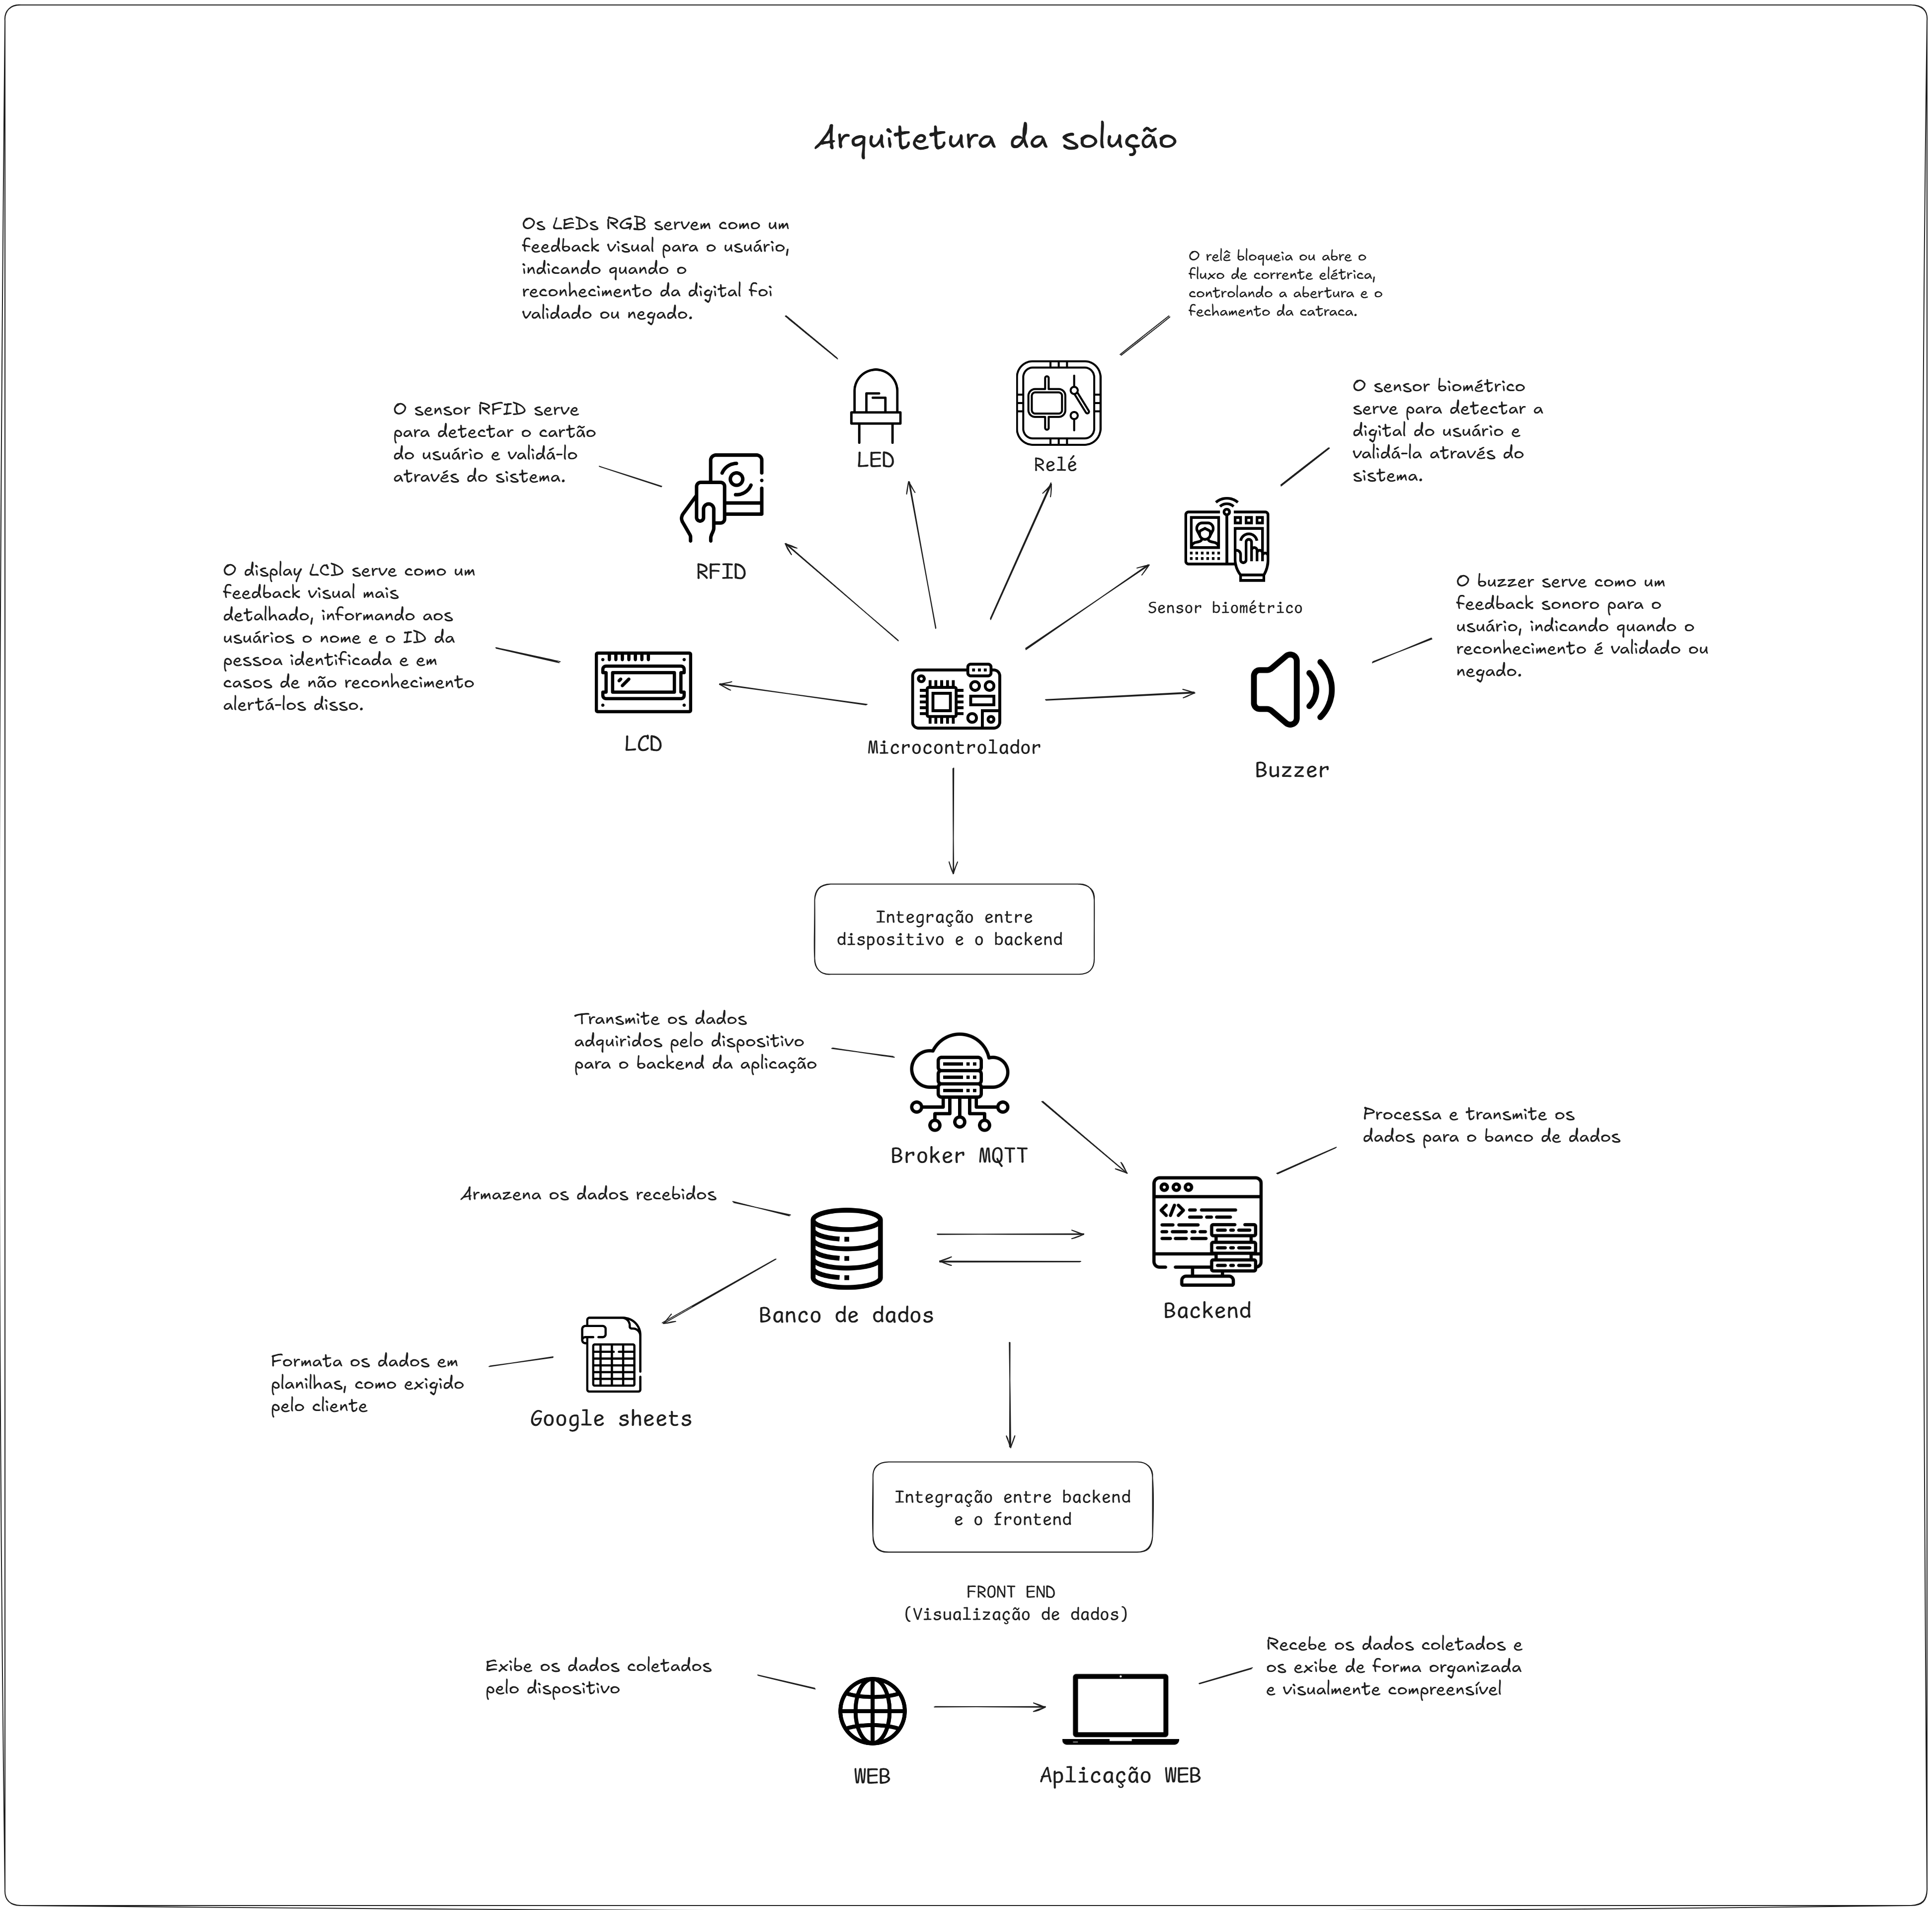 Arquitetura da solução
Os LEDs RGB servem como um
feedback visual para o usuário,
indicando quando o
reconhecimento da digital foi
validado ou negado.
O relê bloqueia ou abre o
fluxo de corrente elétrica,
controlando a abertura e o
fechamento da catraca.
LED
Relé
O sensor RFID serve
para detectar o cartão
do usuário e validá-lo
através do sistema.
RFID
O sensor biométrico
serve para detectar a
digital do usuário e
validá-la através do
sistema.
Sensor biométrico
O display LCD serve como um
feedback visual mais
detalhado, informando aos
usuários o nome e o ID da
pessoa identificada e em
casos de não reconhecimento
alertá-los disso.
LCD
Microcontrolador
O buzzer serve como um
feedback sonoro para o
usuário, indicando quando o
reconhecimento é validado ou
negado.
Buzzer
Integração entre
dispositivo e o backend
Transmite os dados
adquiridos pelo dispositivo
para o backend da aplicação
Broker MQTT
Processa e transmite os
dados para o banco de dados
</>
Backend
Armazena os dados recebidos
Banco de dados
Formata os dados em
planilhas, como exigido
pelo cliente
Google sheets
Integração entre backend
e o frontend
FRONT END
(Visualização de dados)
Exibe os dados coletados
pelo dispositivo
WEB
Recebe os dados coletados e
os exibe de forma organizada
e visualmente compreensível
Aplicação WEB